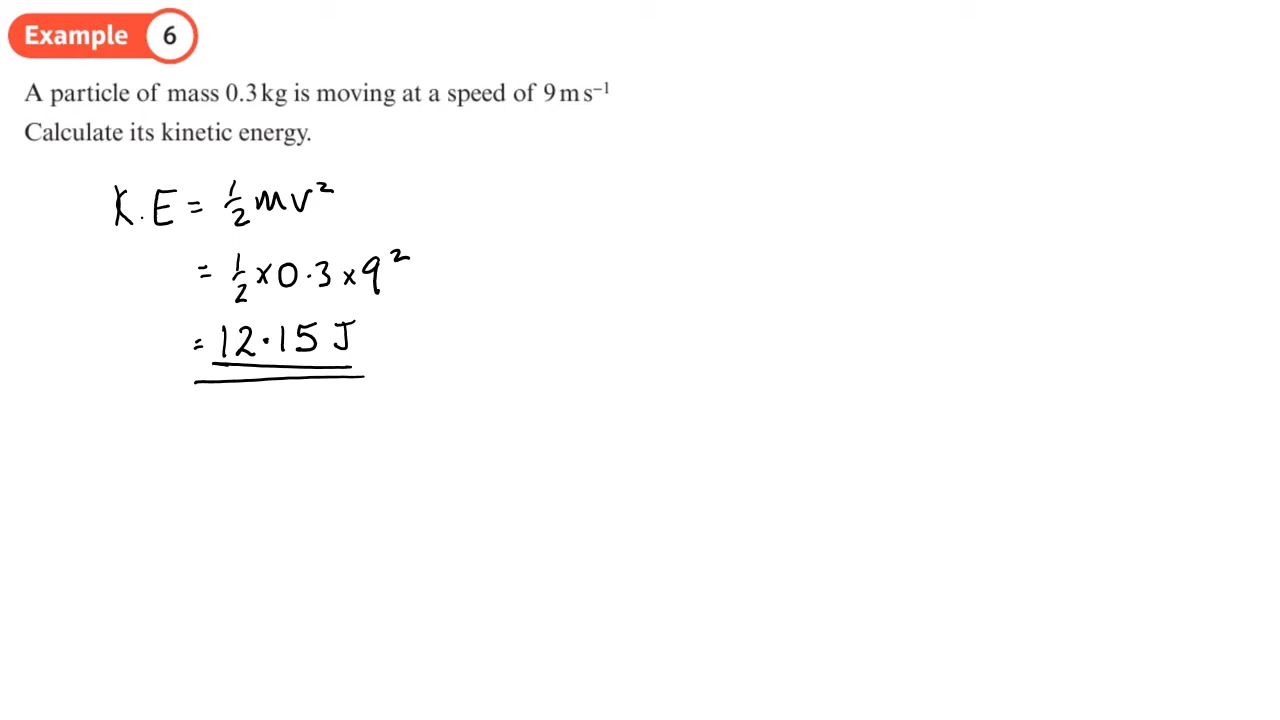 Example 6
A particle of mass 0.3 kg is moving at a speed of 9 m s⁻¹
Calculate its kinetic energy.
K.E = ½mv²
= ½ × 0.3 × 9²
= 12.15 J